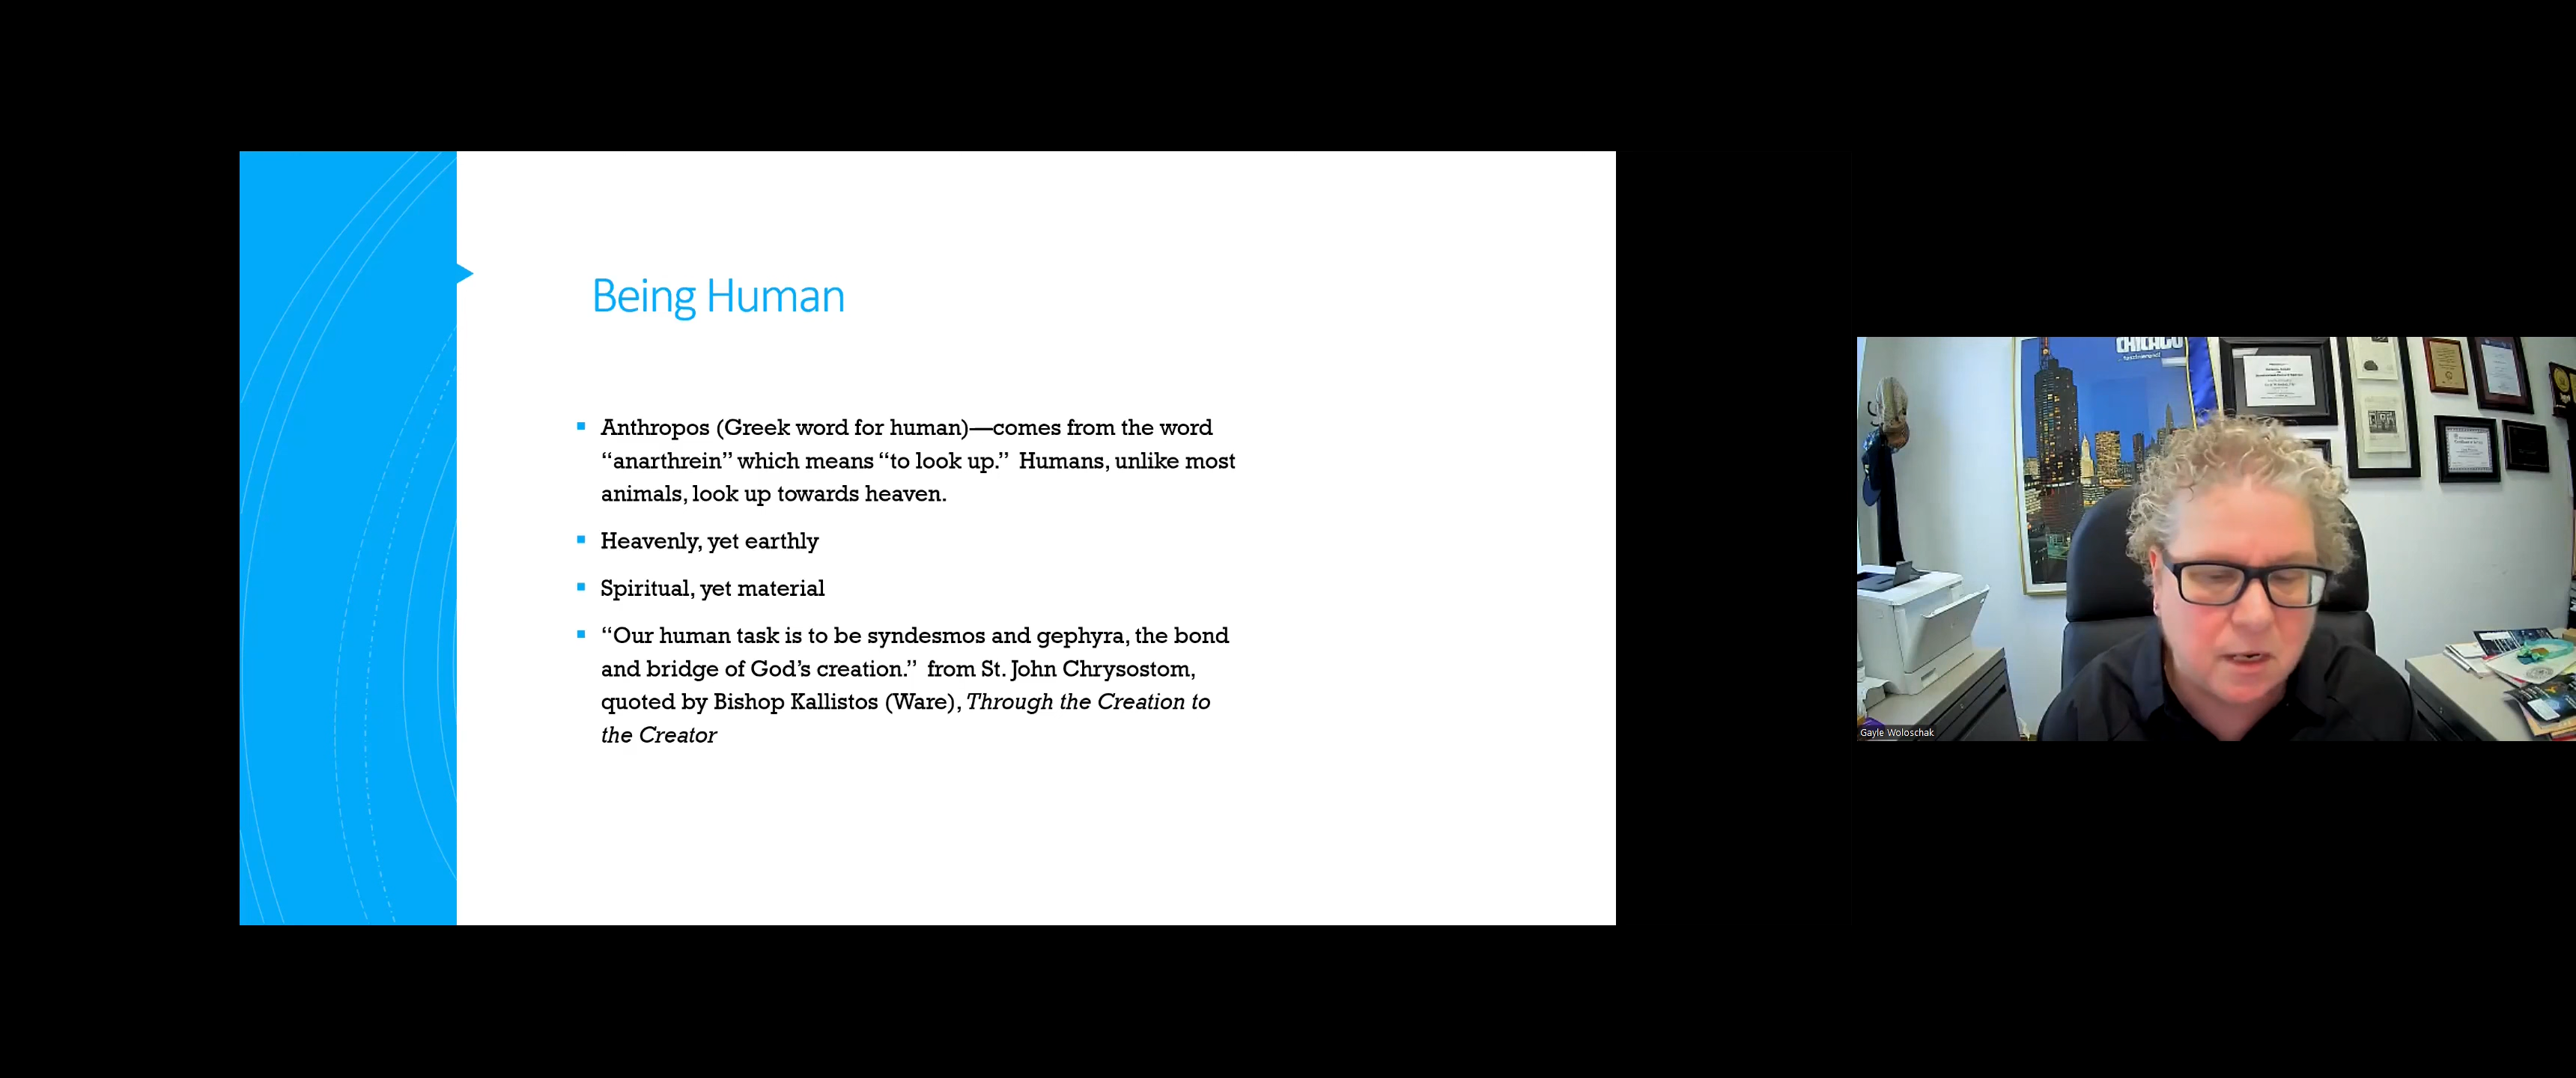 Being Human
Anthropos (Greek word for human)—comes from the word
“anarthrein” which means “to look up.”  Humans, unlike most
animals, look up towards heaven.
Heavenly, yet earthly
Spiritual, yet material
“Our human task is to be syndesmos and gephyra, the bond
and bridge of God’s creation.”  from St. John Chrysostom,
quoted by Bishop Kallistos (Ware), Through the Creation to
the Creator
CHICAGO
Gayle Woloschak